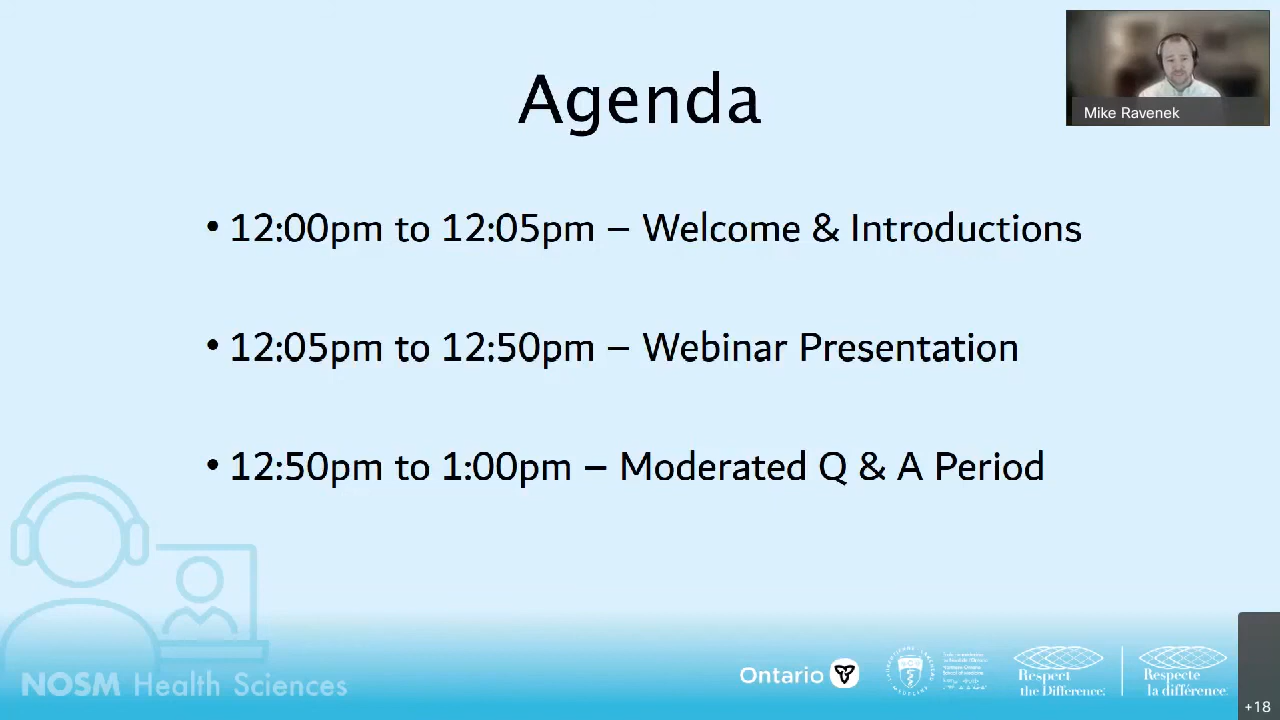 Agenda
Mike Ravenek
• 12:00pm to 12:05pm – Welcome & Introductions
• 12:05pm to 12:50pm – Webinar Presentation
• 12:50pm to 1:00pm – Moderated Q & A Period
NOSM Health Sciences
Ontario
Respect
the Difference.
Respecte
la différence.
+18